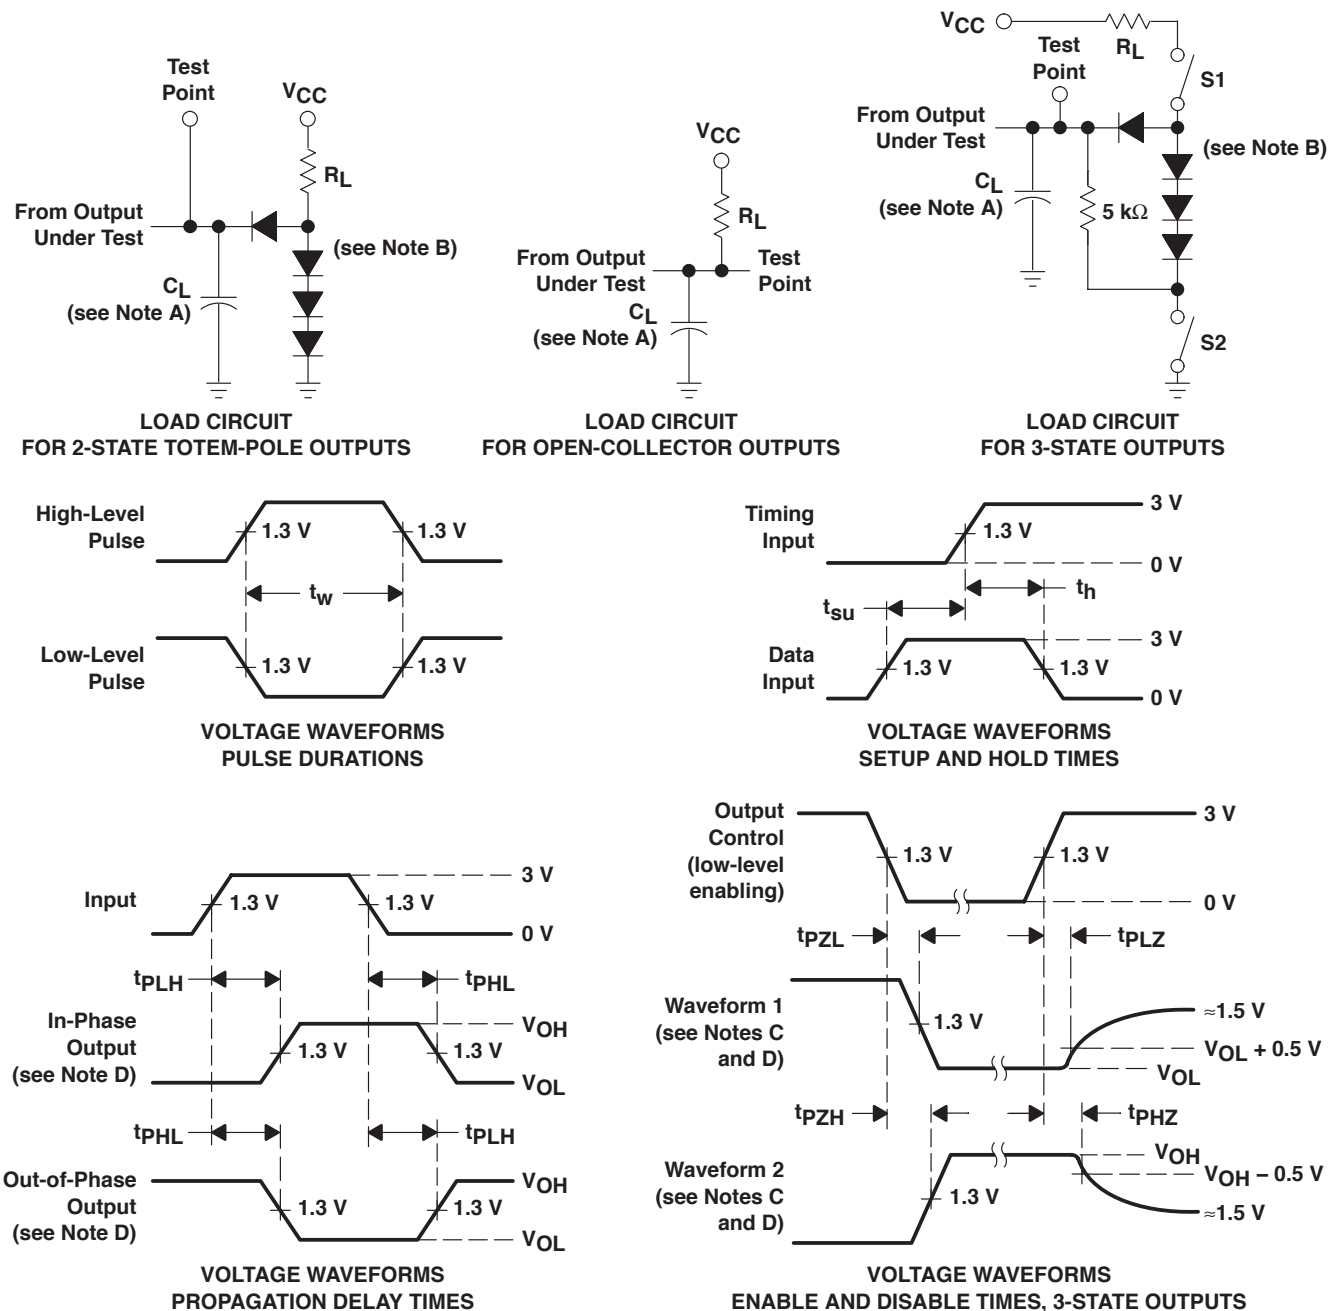 Test
Point
VCC
RL
From Output
Under Test
(see Note B)
CL
(see Note A)
LOAD CIRCUIT
FOR 2-STATE TOTEM-POLE OUTPUTS
VCC
RL
From Output
Under Test
Test
Point
CL
(see Note A)
LOAD CIRCUIT
FOR OPEN-COLLECTOR OUTPUTS
VCC
RL
Test
Point
S1
From Output
Under Test
(see Note B)
CL
(see Note A)
5 kΩ
S2
LOAD CIRCUIT
FOR 3-STATE OUTPUTS
High-Level
Pulse
1.3 V
1.3 V
tw
Low-Level
Pulse
1.3 V
1.3 V
VOLTAGE WAVEFORMS
PULSE DURATIONS
Timing
Input
1.3 V
3 V
0 V
th
tsu
Data
Input
1.3 V
1.3 V
3 V
0 V
VOLTAGE WAVEFORMS
SETUP AND HOLD TIMES
Input
1.3 V
1.3 V
3 V
0 V
tPLH
tPHL
In-Phase
Output
(see Note D)
1.3 V
1.3 V
VOH
VOL
tPHL
tPLH
Out-of-Phase
Output
(see Note D)
1.3 V
1.3 V
VOH
VOL
VOLTAGE WAVEFORMS
PROPAGATION DELAY TIMES
Output
Control
(low-level
enabling)
1.3 V
1.3 V
3 V
0 V
tPZL
tPLZ
Waveform 1
(see Notes C
and D)
1.3 V
≈1.5 V
VOL + 0.5 V
VOL
tPZH
tPHZ
Waveform 2
(see Notes C
and D)
1.3 V
VOH
VOH – 0.5 V
≈1.5 V
VOLTAGE WAVEFORMS
ENABLE AND DISABLE TIMES, 3-STATE OUTPUTS